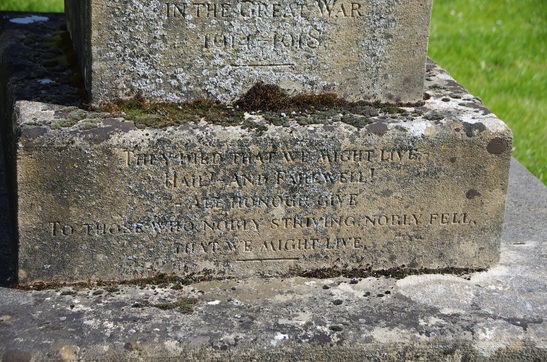 IN THE GREAT WAR
1914-1918
THEY DIED THAT WE MIGHT LIVE
HAIL! AND FAREWELL!
ALL HONOUR GIVE
TO THOSE WHO, NOBLY STRIVING, NOBLY FELL,
THAT WE MIGHT LIVE.